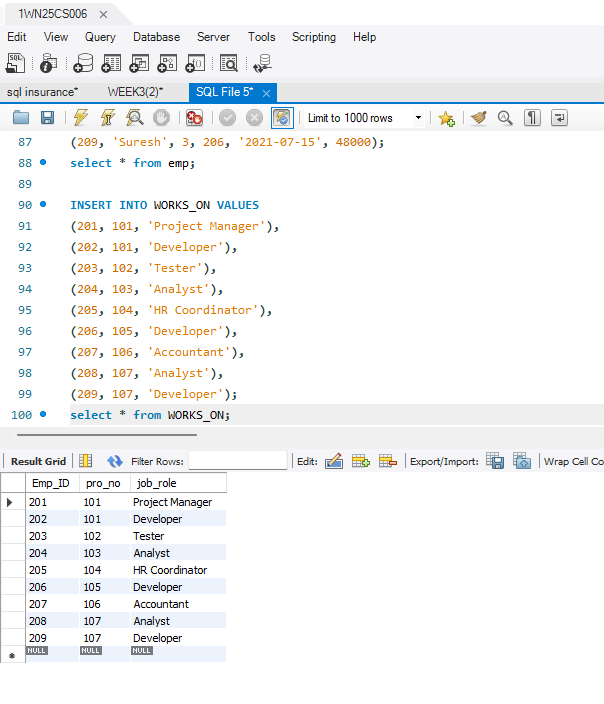 1WN25CS006 ×
Edit View Query Database Server Tools Scripting Help
SQL
sql insurance* WEEK3(2)* SQL File 5* ×
Limit to 1000 rows
87 (209, 'Suresh', 3, 206, '2021-07-15', 48000);
88 select * from emp;
89
90 INSERT INTO WORKS_ON VALUES
91 (201, 101, 'Project Manager'),
92 (202, 101, 'Developer'),
93 (203, 102, 'Tester'),
94 (204, 103, 'Analyst'),
95 (205, 104, 'HR Coordinator'),
96 (206, 105, 'Developer'),
97 (207, 106, 'Accountant'),
98 (208, 107, 'Analyst'),
99 (209, 107, 'Developer');
100 select * from WORKS_ON;
Result Grid Filter Rows: Edit: Export/Import: Wrap Cell Co
Emp_ID pro_no job_role
201 101 Project Manager
202 101 Developer
203 102 Tester
204 103 Analyst
205 104 HR Coordinator
206 105 Developer
207 106 Accountant
208 107 Analyst
209 107 Developer
NULL NULL NULL